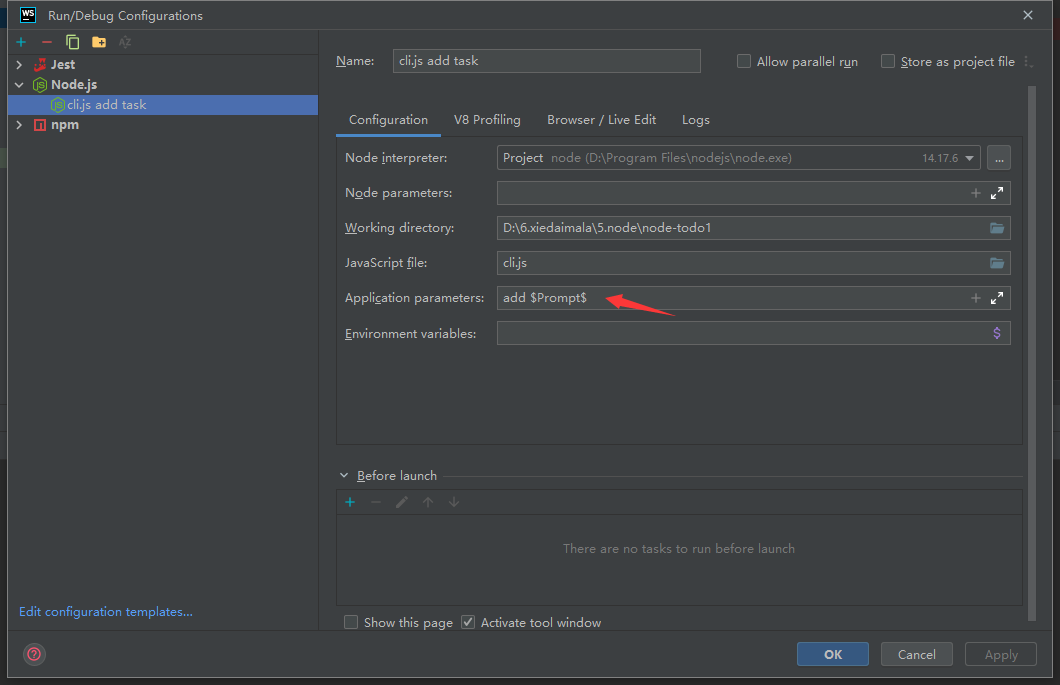 WS Run/Debug Configurations
Jest
Node.js
cli.js add task
npm
Edit configuration templates...
Name: cli.js add task Allow parallel run Store as project file
Configuration V8 Profiling Browser / Live Edit Logs
Node interpreter: Project node (D:\Program Files\nodejs\node.exe) 14.17.6 ...
Node parameters:
Working directory: D:\6.xiedaimala\5.node\node-todo1
JavaScript file: cli.js
Application parameters: add $Prompt$
Environment variables: $
Before launch
There are no tasks to run before launch
Show this page Activate tool window
? OK Cancel Apply